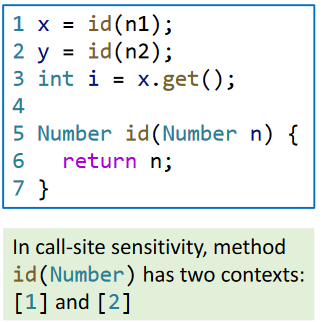 1 x = id(n1);
2 y = id(n2);
3 int i = x.get();
4
5 Number id(Number n) {
6   return n;
7 }
In call-site sensitivity, method
id(Number) has two contexts:
[1] and [2]